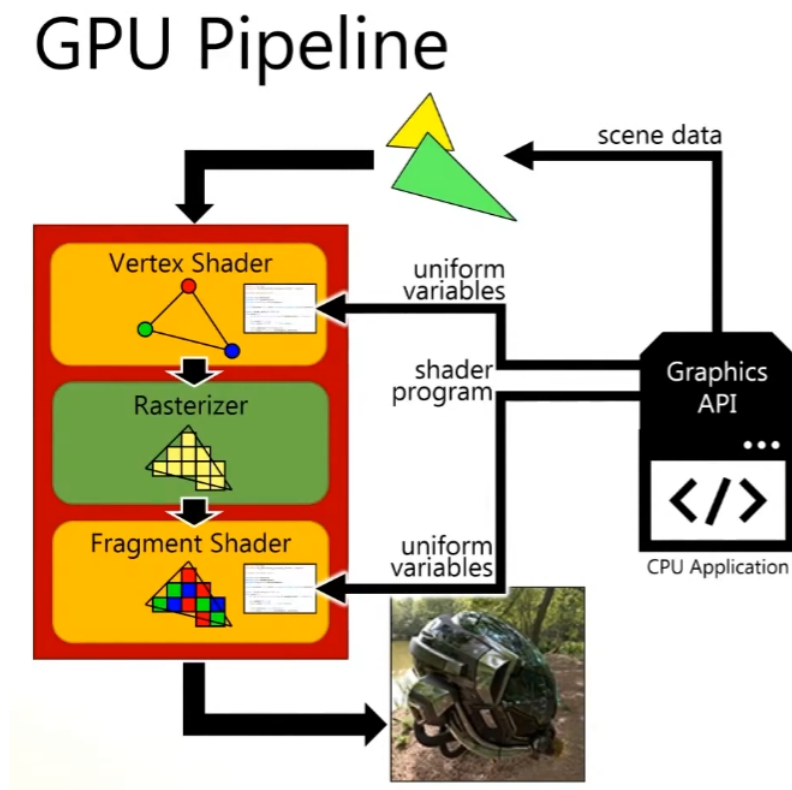 GPU Pipeline
scene data
Vertex Shader
uniform
variables
shader
program
Graphics
API
Rasterizer
Fragment Shader
uniform
variables
</>
CPU Application